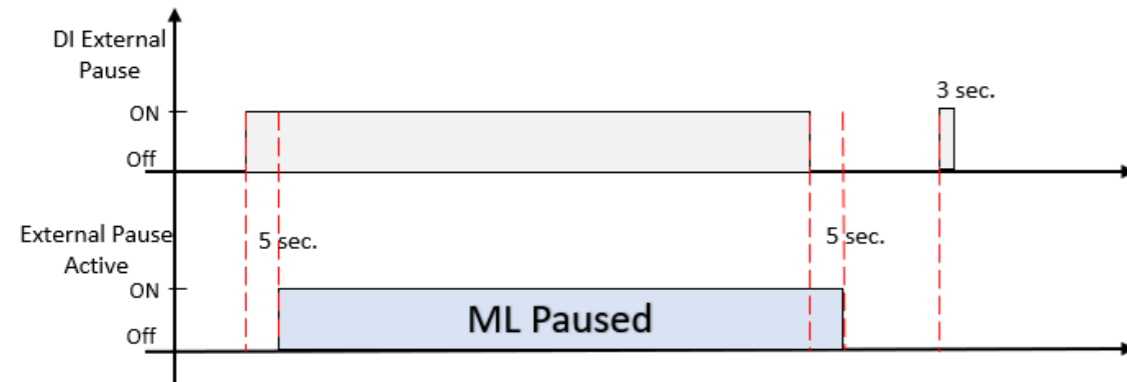 DI External
Pause
3 sec.
ON
Off
External Pause
Active
5 sec.
5 sec.
ON
ML Paused
Off